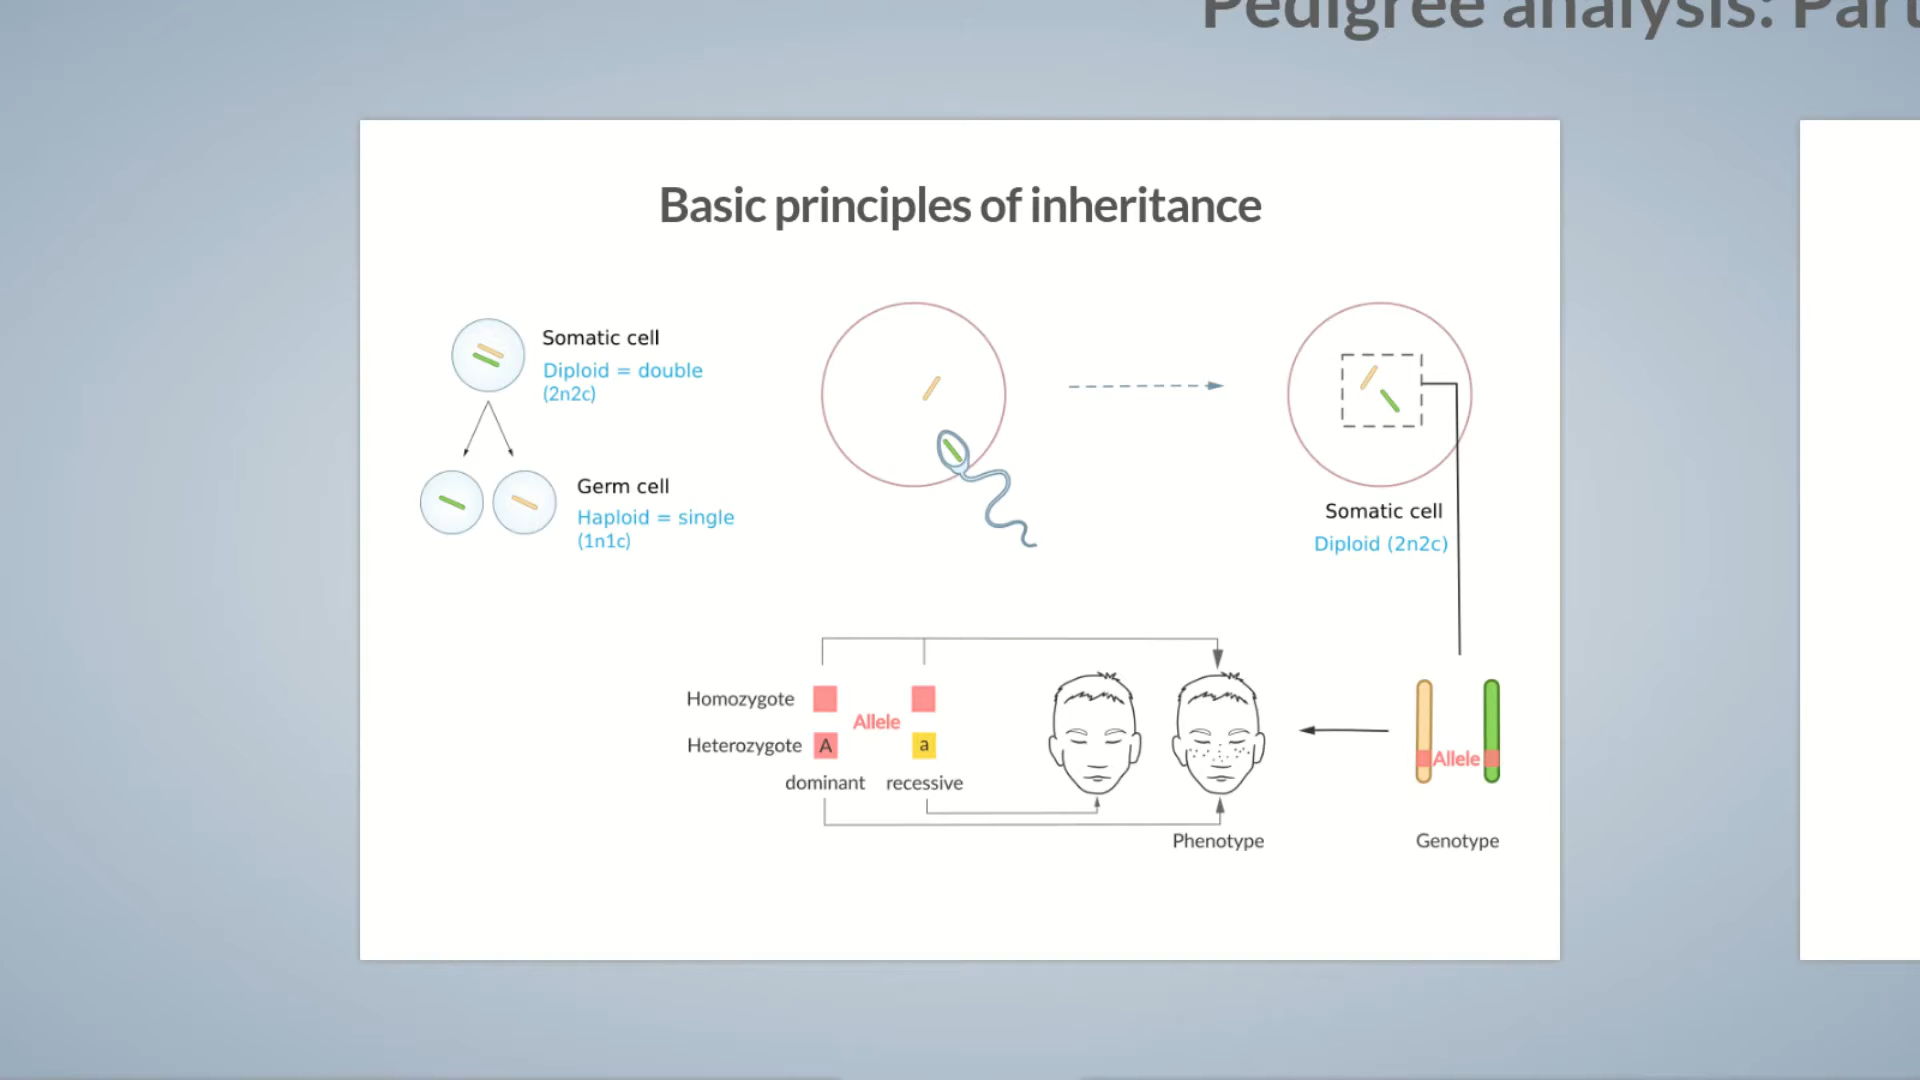 Pedigree analysis: Part
Basic principles of inheritance
Somatic cell
Diploid = double
(2n2c)
Germ cell
Haploid = single
(1n1c)
Somatic cell
Diploid (2n2c)
Homozygote
Allele
Heterozygote A a
dominant recessive
Allele
Phenotype
Genotype